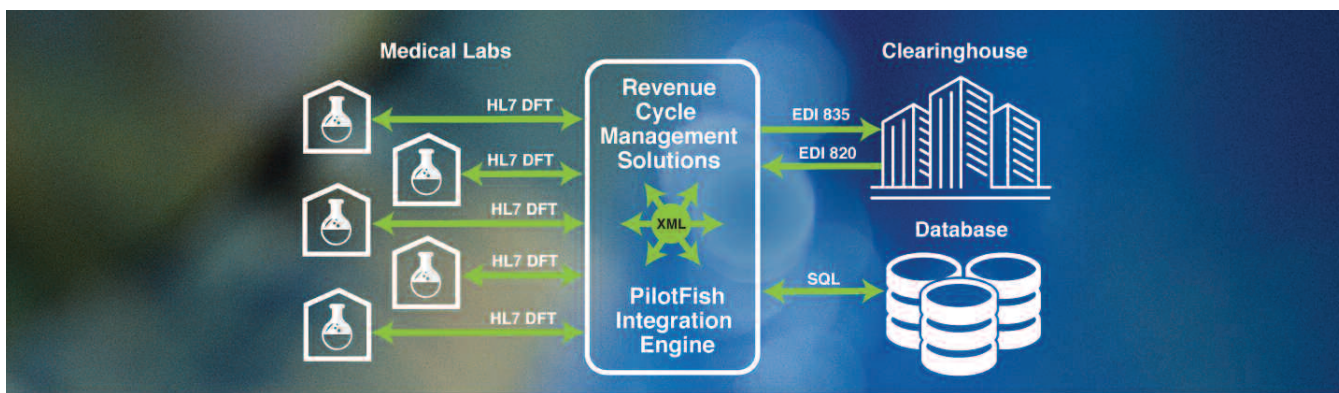 Medical Labs
HL7 DFT
HL7 DFT
HL7 DFT
HL7 DFT
HL7 DFT
Revenue
Cycle
Management
Solutions
XML
PilotFish
Integration
Engine
Clearinghouse
EDI 835
EDI 820
Database
SQL